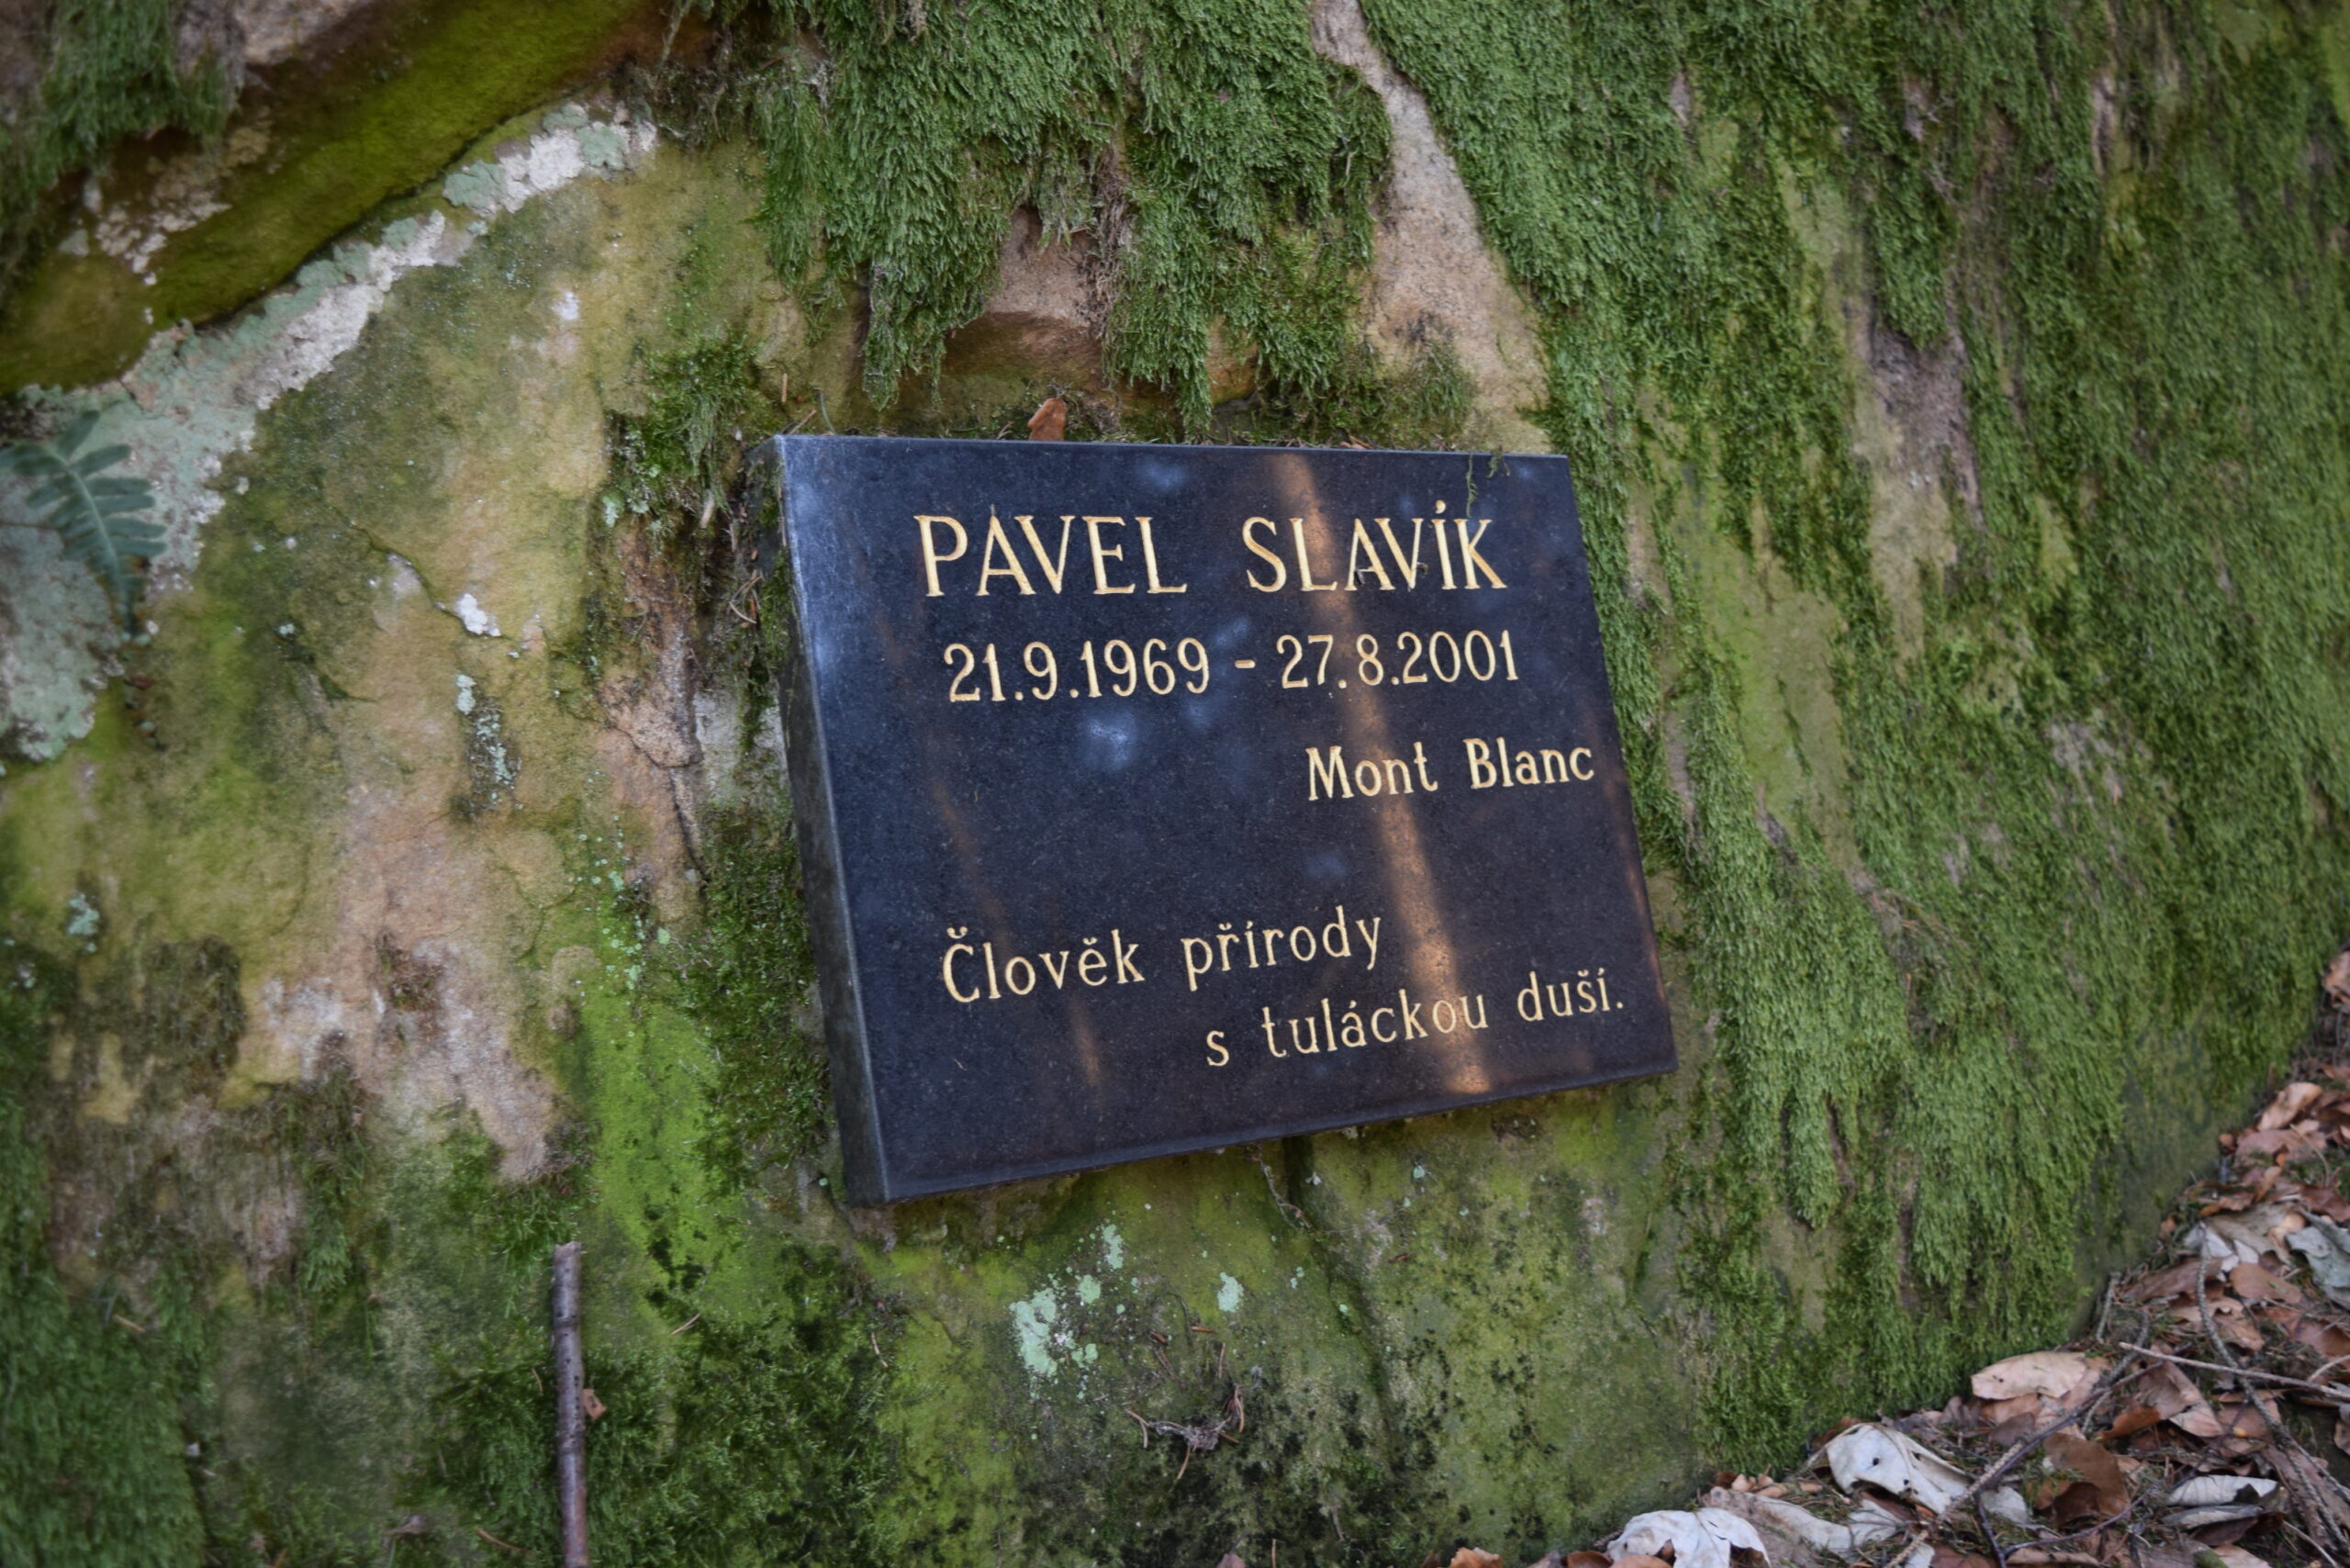 PAVEL SLAVÍK
21.9.1969 - 27.8.2001
Mont Blanc
Člověk přírody
s tuláckou duší.